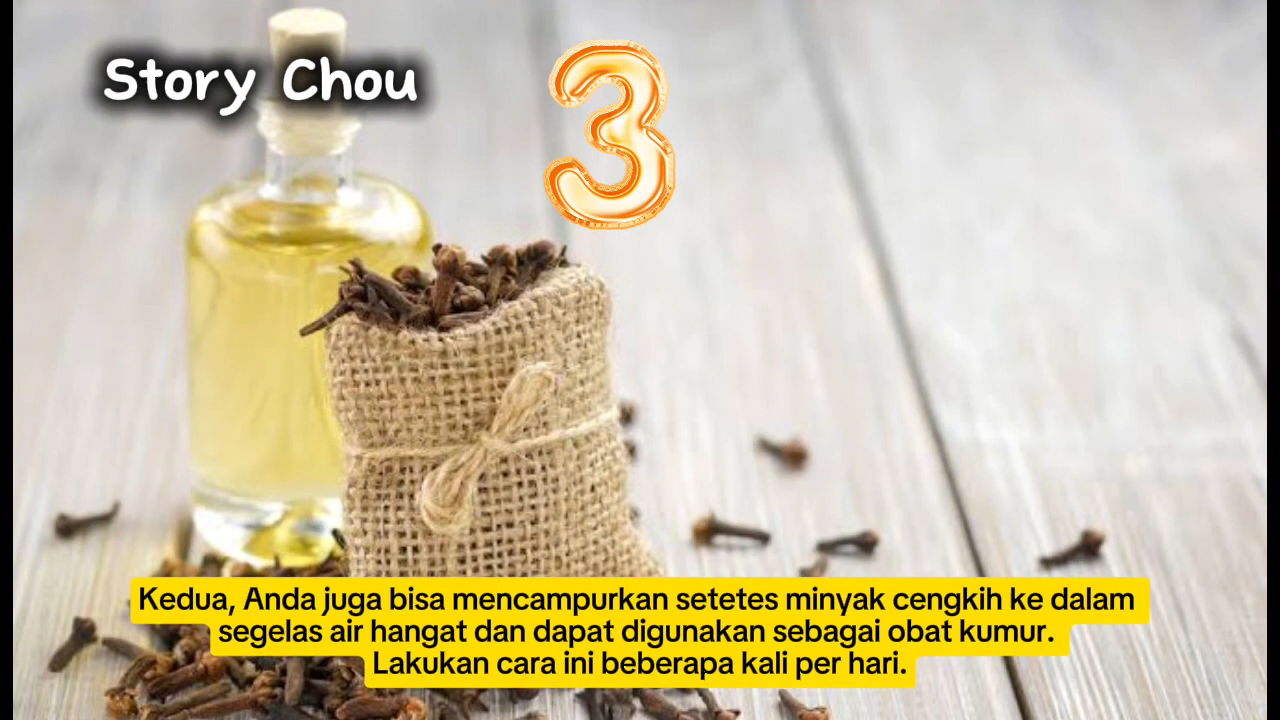 Story Chou
3
Kedua, Anda juga bisa mencampurkan setetes minyak cengkih ke dalam
segelas air hangat dan dapat digunakan sebagai obat kumur.
Lakukan cara ini beberapa kali per hari.